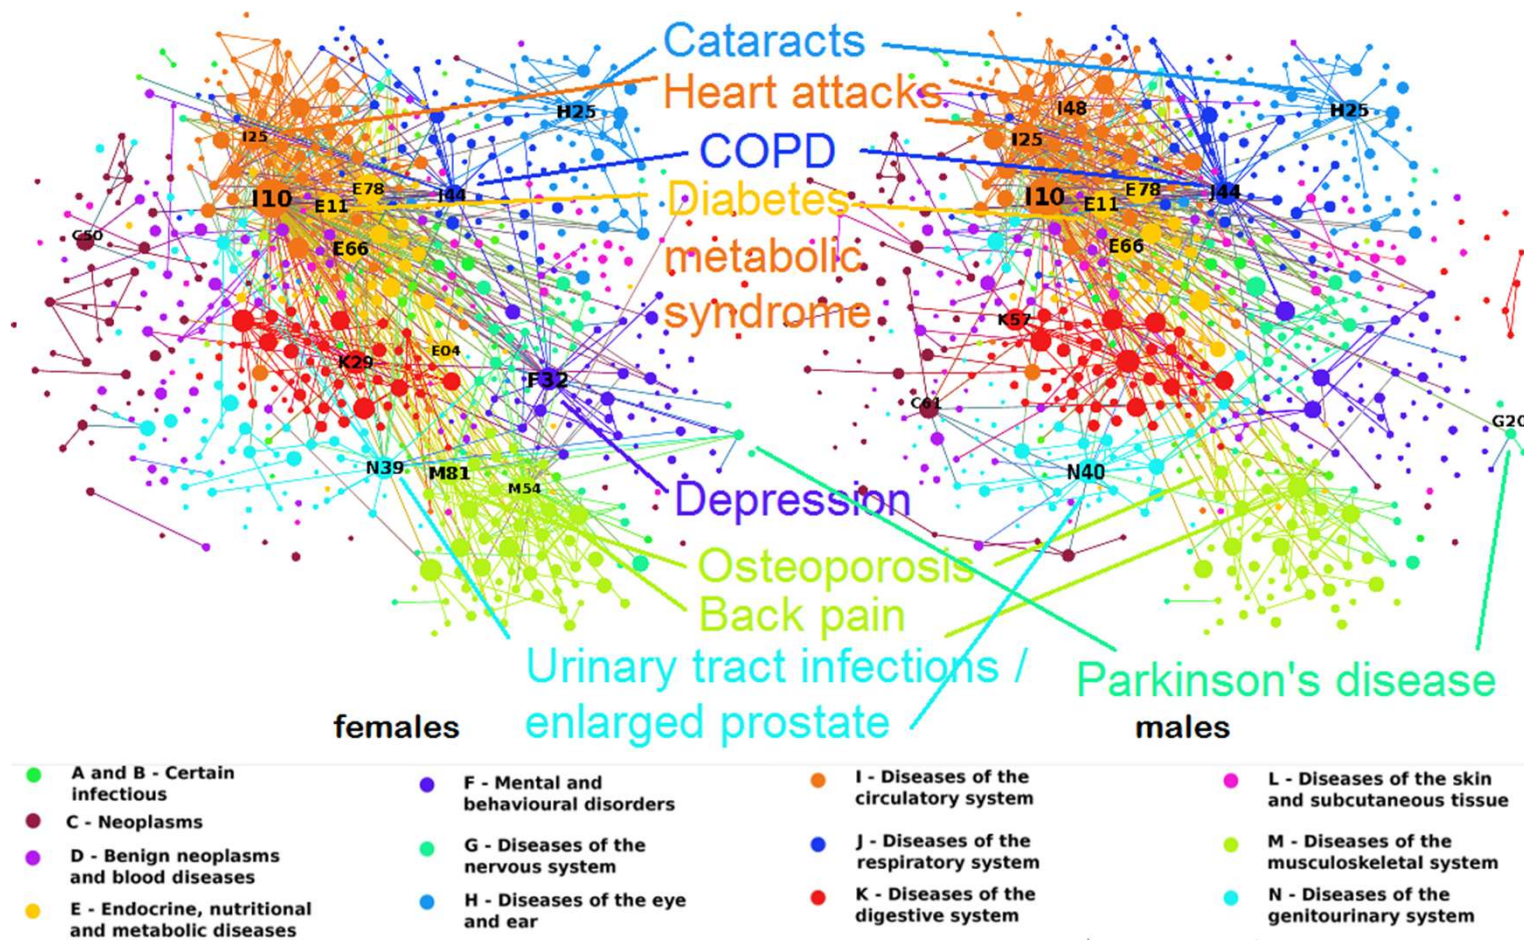 Cataracts
Heart attacks
COPD
Diabetes
metabolic
syndrome
Depression
Osteoporosis
Back pain
Urinary tract infections /
enlarged prostate
Parkinson's disease
I25
H25
I10
E78
E11
J44
E66
C50
K29
E04
F32
N39
M81
M54
I48
I25
H25
I10
E78
E11
J44
E66
K57
C61
G20
N40
females
males
A and B - Certain
infectious
C - Neoplasms
D - Benign neoplasms
and blood diseases
E - Endocrine, nutritional
and metabolic diseases
F - Mental and
behavioural disorders
G - Diseases of the
nervous system
H - Diseases of the eye
and ear
I - Diseases of the
circulatory system
J - Diseases of the
respiratory system
K - Diseases of the
digestive system
L - Diseases of the skin
and subcutaneous tissue
M - Diseases of the
musculoskeletal system
N - Diseases of the
genitourinary system